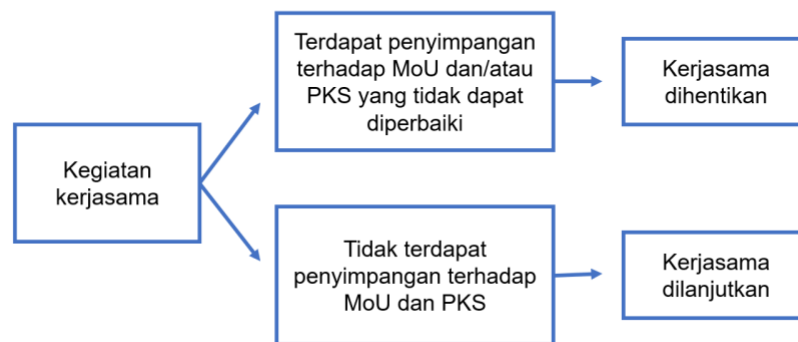 Kegiatan
kerjasama
Terdapat penyimpangan
terhadap MoU dan/atau
PKS yang tidak dapat
diperbaiki
Kerjasama
dihentikan
Tidak terdapat
penyimpangan terhadap
MoU dan PKS
Kerjasama
dilanjutkan